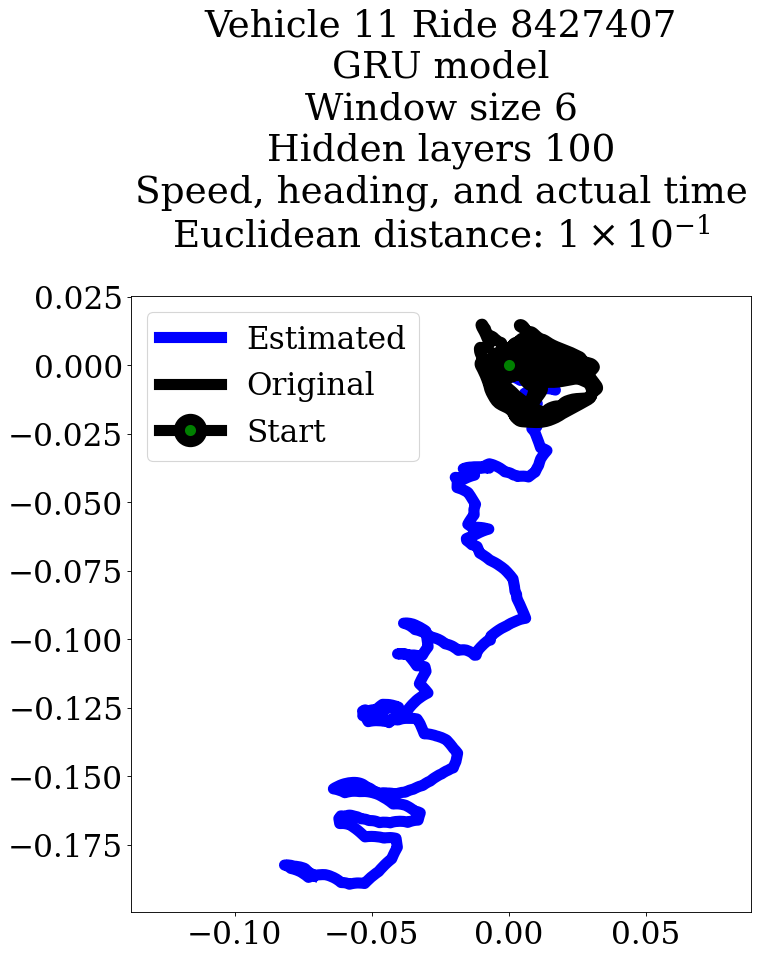 Vehicle 11 Ride 8427407
GRU model
Window size 6
Hidden layers 100
Speed, heading, and actual time
Euclidean distance: 1 × 10⁻¹
0.025
0.000
−0.025
−0.050
−0.075
−0.100
−0.125
−0.150
−0.175
Estimated
Original
Start
−0.10
−0.05
0.00
0.05